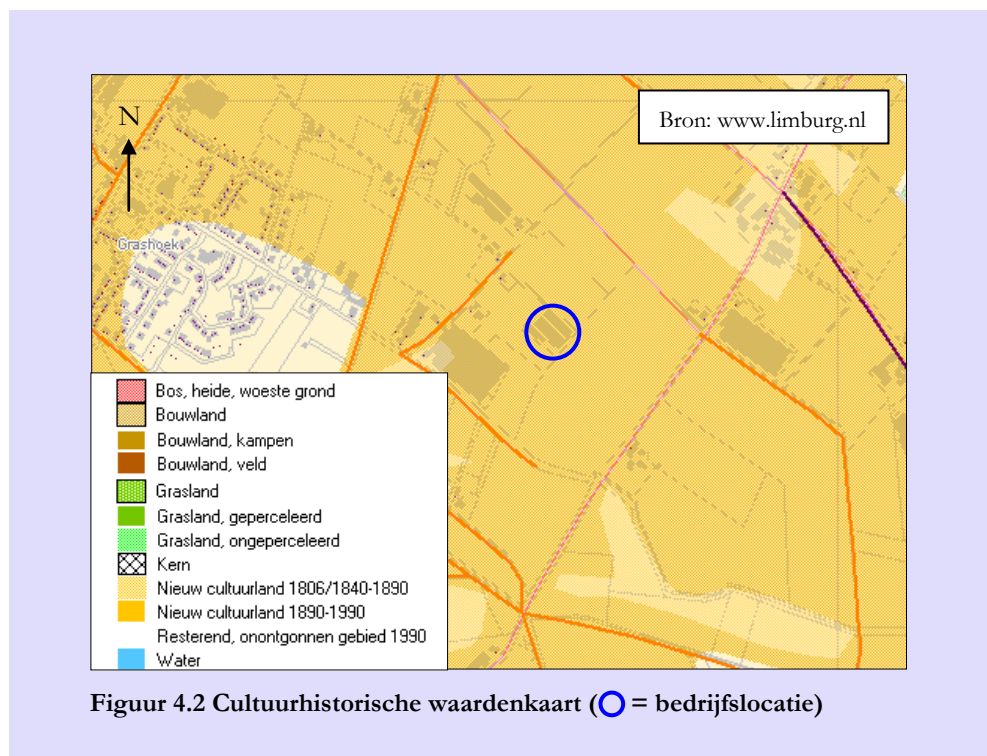 N
Bron: www.limburg.nl
Grashoek
Bos, heide, woeste grond
Bouwland
Bouwland, kampen
Bouwland, veld
Grasland
Grasland, geperceleerd
Grasland, ongeperceleerd
Kern
Nieuw cultuurland 1806/1840-1890
Nieuw cultuurland 1890-1990
Resterend, onontgonnen gebied 1990
Water
Figuur 4.2 Cultuurhistorische waardenkaart ( = bedrijfslocatie)